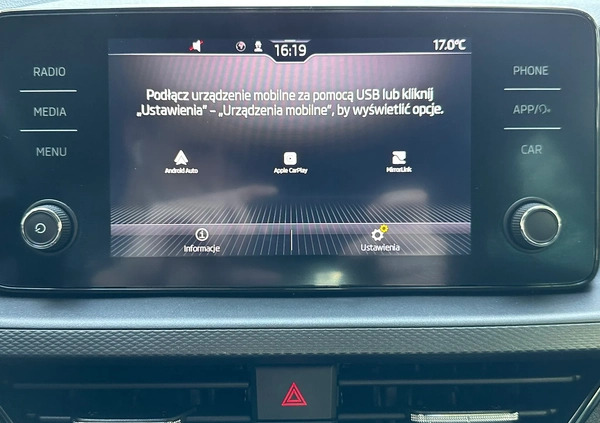 16:19
17.0°C
RADIO
MEDIA
MENU
Podłącz urządzenie mobilne za pomocą USB lub kliknij
„Ustawienia” – „Urządzenia mobilne”, by wyświetlić opcje.
Android Auto
Apple CarPlay
MirrorLink
Informacje
Ustawienia
PHONE
APP/
CAR